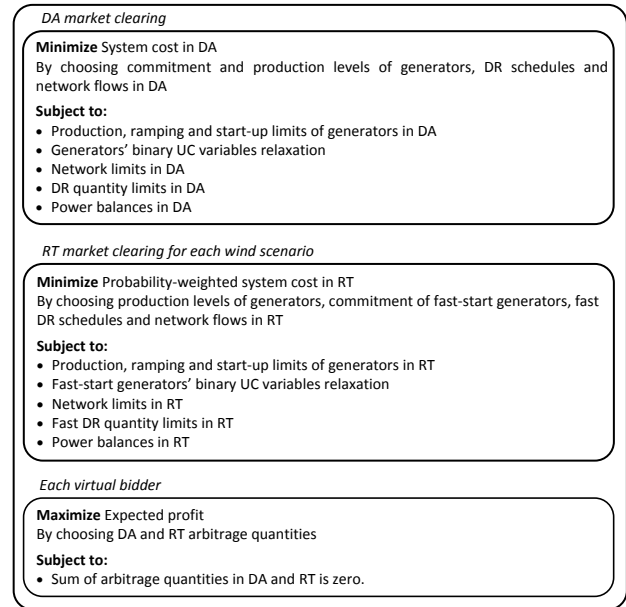 DA market clearing
Minimize System cost in DA
By choosing commitment and production levels of generators, DR schedules and
network flows in DA
Subject to:
• Production, ramping and start-up limits of generators in DA
• Generators’ binary UC variables relaxation
• Network limits in DA
• DR quantity limits in DA
• Power balances in DA
RT market clearing for each wind scenario
Minimize Probability-weighted system cost in RT
By choosing production levels of generators, commitment of fast-start generators, fast
DR schedules and network flows in RT
Subject to:
• Production, ramping and start-up limits of generators in RT
• Fast-start generators’ binary UC variables relaxation
• Network limits in RT
• Fast DR quantity limits in RT
• Power balances in RT
Each virtual bidder
Maximize Expected profit
By choosing DA and RT arbitrage quantities
Subject to:
• Sum of arbitrage quantities in DA and RT is zero.